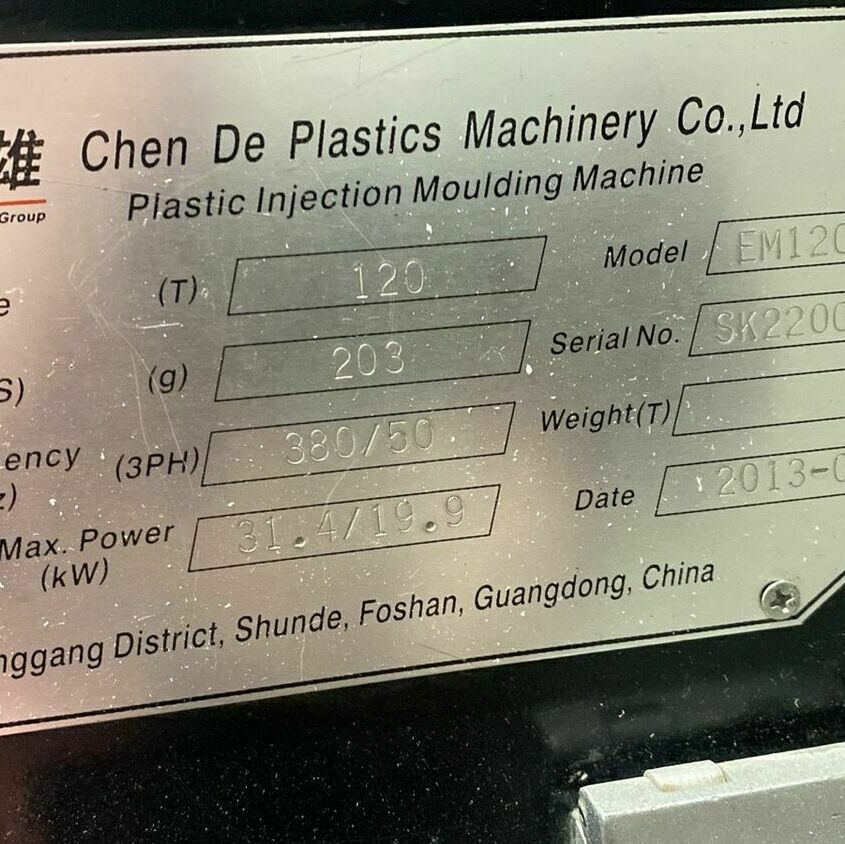 雄 Chen De Plastics Machinery Co.,Ltd
Group Plastic Injection Moulding Machine
e (T) 120 Model EM120
S) (g) 203 Serial No. SK2200
ency (3PH) 380/50 Weight(T)
z)
Max. Power 31.4/19.9 Date 2013-0
(kW)
nggang District, Shunde, Foshan, Guangdong, China